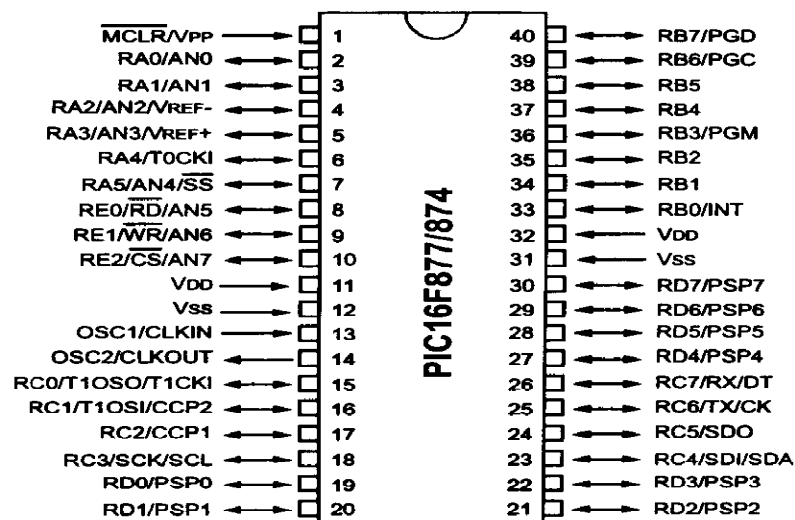 MCLR/VPP 1 40 RB7/PGD
RA0/AN0 2 39 RB6/PGC
RA1/AN1 3 38 RB5
RA2/AN2/VREF- 4 37 RB4
RA3/AN3/VREF+ 5 36 RB3/PGM
RA4/T0CKI 6 35 RB2
RA5/AN4/SS 7 34 RB1
RE0/RD/AN5 8 33 RB0/INT
RE1/WR/AN6 9 32 VDD
RE2/CS/AN7 10 31 VSS
VDD 11 30 RD7/PSP7
VSS 12 29 RD6/PSP6
OSC1/CLKIN 13 28 RD5/PSP5
OSC2/CLKOUT 14 27 RD4/PSP4
RC0/T1OSO/T1CKI 15 26 RC7/RX/DT
RC1/T1OSI/CCP2 16 25 RC6/TX/CK
RC2/CCP1 17 24 RC5/SDO
RC3/SCK/SCL 18 23 RC4/SDI/SDA
RD0/PSP0 19 22 RD3/PSP3
RD1/PSP1 20 21 RD2/PSP2
PIC16F877/874